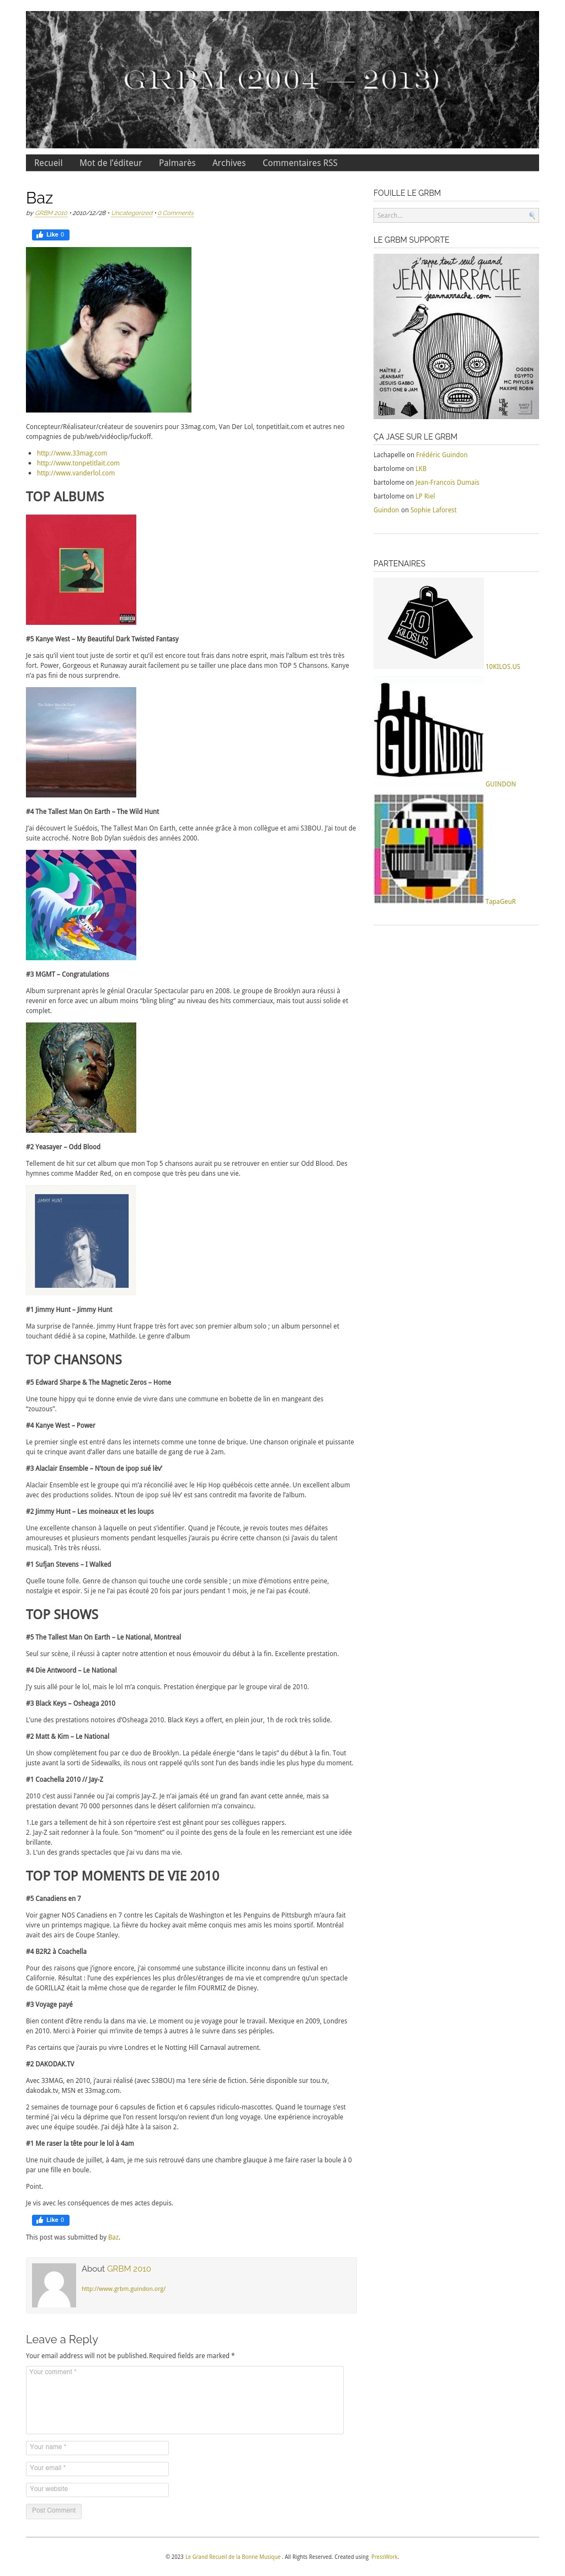 GRBM (2004 — 2013)
Recueil Mot de l'éditeur Palmarès Archives Commentaires RSS
Baz
by GRBM 2010 • 2010/12/28 • Uncategorized • 0 Comments
Like 0
Concepteur/Réalisateur/créateur de souvenirs pour 33mag.com, Van Der Lol, tonpetitlait.com et autres neo
compagnies de pub/web/vidéoclip/fuckoff.
http://www.33mag.com
http://www.tonpetitlait.com
http://www.vanderlol.com
TOP ALBUMS
#5 Kanye West – My Beautiful Dark Twisted Fantasy
Je sais qu'il vient tout juste de sortir et qu'il est encore tout frais dans notre esprit, mais l'album est très très
fort. Power, Gorgeous et Runaway aurait facilement pu se tailler une place dans mon TOP 5 Chansons. Kanye
n'a pas fini de nous surprendre.
#4 The Tallest Man On Earth – The Wild Hunt
J'ai découvert le Suédois, The Tallest Man On Earth, cette année grâce à mon collègue et ami S3BOU. J'ai tout de
suite accroché. Notre Bob Dylan suédois des années 2000.
#3 MGMT – Congratulations
Album surprenant après le génial Oracular Spectacular paru en 2008. Le groupe de Brooklyn aura réussi à
revenir en force avec un album moins “bling bling” au niveau des hits commerciaux, mais tout aussi solide et
complet.
#2 Yeasayer – Odd Blood
Tellement de hit sur cet album que mon Top 5 chansons aurait pu se retrouver en entier sur Odd Blood. Des
hymnes comme Madder Red, on en compose que très peu dans une vie.
JIMMY HUNT
#1 Jimmy Hunt – Jimmy Hunt
Ma surprise de l'année. Jimmy Hunt frappe très fort avec son premier album solo ; un album personnel et
touchant dédié à sa copine, Mathilde. Le genre d'album
TOP CHANSONS
#5 Edward Sharpe & The Magnetic Zeros – Home
Une toune hippy qui te donne envie de vivre dans une commune en bobette de lin en mangeant des
“zouzous”.
#4 Kanye West – Power
Le premier single est entré dans les internets comme une tonne de brique. Une chanson originale et puissante
qui te crinque avant d'aller dans une bataille de gang de rue à 2am.
#3 Alaclair Ensemble – N'toun de ipop sué lèv'
Alaclair Ensemble est le groupe qui m'a réconcilié avec le Hip Hop québécois cette année. Un excellent album
avec des productions solides. N'toun de ipop sué lèv' est sans contredit ma favorite de l'album.
#2 Jimmy Hunt – Les moineaux et les loups
Une excellente chanson à laquelle on peut s'identifier. Quand je l'écoute, je revois toutes mes défaites
amoureuses et plusieurs moments pendant lesquelles j'aurais pu écrire cette chanson (si j'avais du talent
musical). Très très réussi.
#1 Sufjan Stevens – I Walked
Quelle toune folle. Genre de chanson qui touche une corde sensible ; un mixe d'émotions entre peine,
nostalgie et espoir. Si je ne l'ai pas écouté 20 fois par jours pendant 1 mois, je ne l'ai pas écouté.
TOP SHOWS
#5 The Tallest Man On Earth – Le National, Montreal
Seul sur scène, il réussi à capter notre attention et nous émouvoir du début à la fin. Excellente prestation.
#4 Die Antwoord – Le National
J'y suis allé pour le lol, mais le lol m'a conquis. Prestation énergique par le groupe viral de 2010.
#3 Black Keys – Osheaga 2010
L'une des prestations notoires d'Osheaga 2010. Black Keys a offert, en plein jour, 1h de rock très solide.
#2 Matt & Kim – Le National
Un show complètement fou par ce duo de Brooklyn. La pédale énergie “dans le tapis” du début à la fin. Tout
juste avant la sorti de Sidewalks, ils nous ont rappelé qu'ils sont l'un des bands indie les plus hype du moment.
#1 Coachella 2010 // Jay-Z
2010 c'est aussi l'année ou j'ai compris Jay-Z. Je n'ai jamais été un grand fan avant cette année, mais sa
prestation devant 70 000 personnes dans le désert californien m'a convaincu.
1.Le gars a tellement de hit à son répertoire s'est est gênant pour ses collègues rappers.
2. Jay-Z sait redonner à la foule. Son “moment” ou il pointe des gens de la foule en les remerciant est une idée
brillante.
3. L'un des grands spectacles que j'ai vu dans ma vie.
TOP TOP MOMENTS DE VIE 2010
#5 Canadiens en 7
Voir gagner NOS Canadiens en 7 contre les Capitals de Washington et les Penguins de Pittsburgh m'aura fait
vivre un printemps magique. La fièvre du hockey avait même conquis mes amis les moins sportif. Montréal
avait des airs de Coupe Stanley.
#4 B2R2 à Coachella
Pour des raisons que j'ignore encore, j'ai consommé une substance illicite inconnu dans un festival en
Californie. Résultat : l'une des expériences les plus drôles/étranges de ma vie et comprendre qu'un spectacle
de GORILLAZ était la même chose que de regarder le film FOURMIZ de Disney.
#3 Voyage payé
Bien content d'être rendu là dans ma vie. Le moment ou je voyage pour le travail. Mexique en 2009, Londres
en 2010. Merci à Poirier qui m'invite de temps à autres à le suivre dans ses périples.
Pas certains que j'aurais pu vivre Londres et le Notting Hill Carnaval autrement.
#2 DAKODAK.TV
Avec 33MAG, en 2010, j'aurai réalisé (avec S3BOU) ma 1ere série de fiction. Série disponible sur tou.tv,
dakodak.tv, MSN et 33mag.com.
2 semaines de tournage pour 6 capsules de fiction et 6 capsules ridiculo-mascottes. Quand le tournage s'est
terminé j'ai vécu la déprime que l'on ressent lorsqu'on revient d'un long voyage. Une expérience incroyable
avec une équipe soudée. J'ai déjà hâte à la saison 2.
#1 Me raser la tête pour le lol à 4am
Une nuit chaude de juillet, à 4am, je me suis retrouvé dans une chambre glauque à me faire raser la boule à 0
par une fille en boule.
Point.
Je vis avec les conséquences de mes actes depuis.
Like 0
This post was submitted by Baz.
About GRBM 2010
http://www.grbm.guindon.org/
Leave a Reply
Your email address will not be published.Required fields are marked *
Your comment *
Your name *
Your email *
Your website
Post Comment
FOUILLE LE GRBM
Search...
LE GRBM SUPPORTE
j'rappe tout seul quand
JEAN NARRACHE
jeannarrache.com
MAÎTRE J
JEANBART
JESUS GABBO
OSTI ONE & JAM
OGDEN
EGYPTO
MC PHYLIS &
MAXIME ROBIN
ÇA JASE SUR LE GRBM
Lachapelle on Frédéric Guindon
bartolome on LKB
bartolome on Jean-Francois Dumais
bartolome on LP Riel
Guindon on Sophie Laforest
PARTENAIRES
10
KILOS.US
10KILOS.US
GUINDON
GUINDON
TapaGeuR
© 2023 Le Grand Recueil de la Bonne Musique . All Rights Reserved. Created using PressWork.